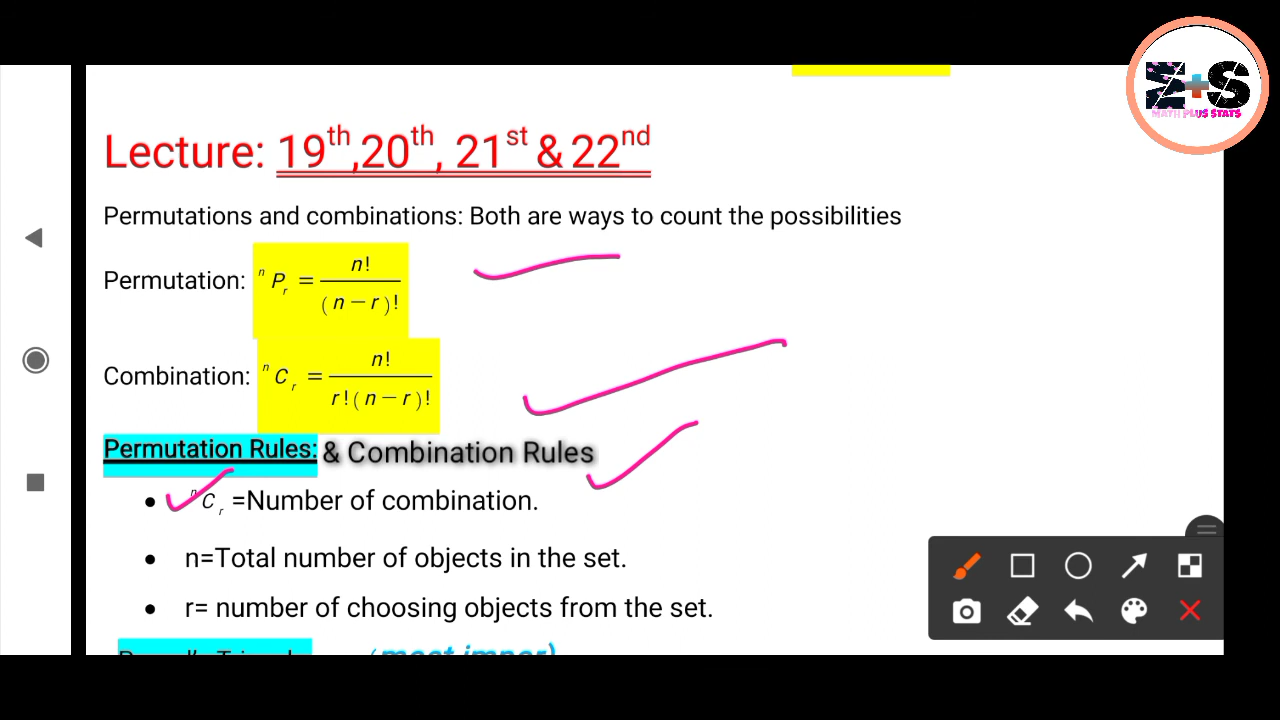 Σ+S
MATH PLUS STATS
Lecture: 19th,20th, 21st & 22nd
Permutations and combinations: Both are ways to count the possibilities
Permutation: nPr = n! / (n − r)!
Combination: nCr = n! / r!(n − r)!
Permutation Rules: & Combination Rules
• nCr =Number of combination.
• n=Total number of objects in the set.
• r= number of choosing objects from the set.
(most impor)